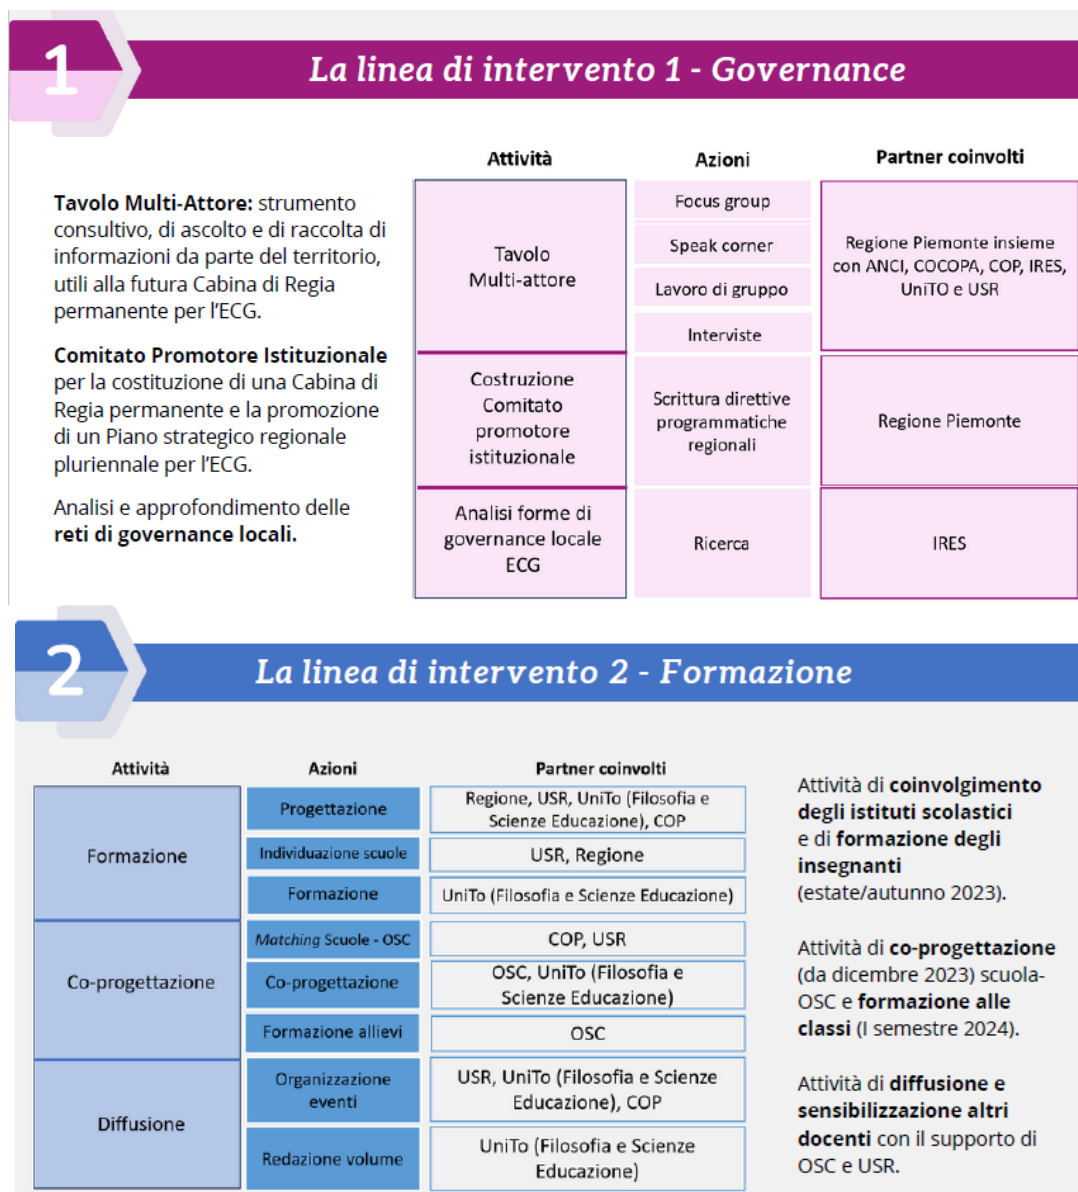 1
La linea di intervento 1 - Governance
Tavolo Multi-Attore: strumento
consultivo, di ascolto e di raccolta di
informazioni da parte del territorio,
utili alla futura Cabina di Regia
permanente per l'ECG.
Comitato Promotore Istituzionale
per la costituzione di una Cabina di
Regia permanente e la promozione
di un Piano strategico regionale
pluriennale per l'ECG.
Analisi e approfondimento delle
reti di governance locali.
Attività
Azioni
Partner coinvolti
Tavolo
Multi-attore
Focus group
Speak corner
Lavoro di gruppo
Interviste
Regione Piemonte insieme
con ANCI, COCOPA, COP, IRES,
UniTO e USR
Costruzione
Comitato
promotore
istituzionale
Scrittura direttive
programmatiche
regionali
Regione Piemonte
Analisi forme di
governance locale
ECG
Ricerca
IRES
2
La linea di intervento 2 - Formazione
Attività
Azioni
Partner coinvolti
Formazione
Progettazione
Regione, USR, UniTo (Filosofia e
Scienze Educazione), COP
Individuazione scuole
USR, Regione
Formazione
UniTo (Filosofia e Scienze Educazione)
Co-progettazione
Matching Scuole - OSC
COP, USR
Co-progettazione
OSC, UniTo (Filosofia e
Scienze Educazione)
Formazione allievi
OSC
Diffusione
Organizzazione
eventi
USR, UniTo (Filosofia e Scienze
Educazione), COP
Redazione volume
UniTo (Filosofia e Scienze
Educazione)
Attività di coinvolgimento
degli istituti scolastici
e di formazione degli
insegnanti
(estate/autunno 2023).
Attività di co-progettazione
(da dicembre 2023) scuola-
OSC e formazione alle
classi (I semestre 2024).
Attività di diffusione e
sensibilizzazione altri
docenti con il supporto di
OSC e USR.